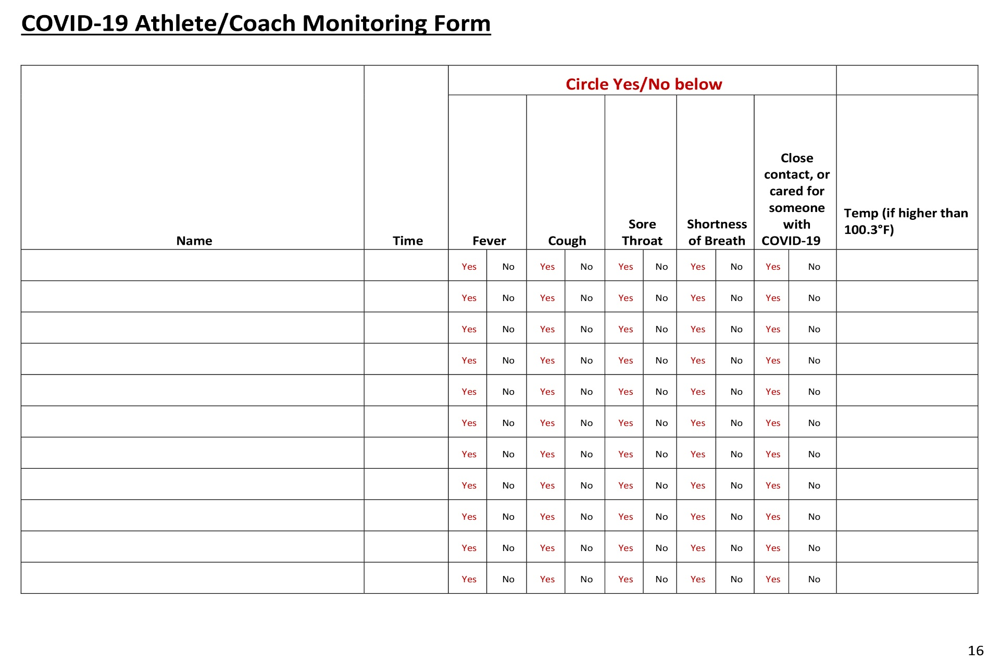 COVID-19 Athlete/Coach Monitoring Form
Circle Yes/No below
Name Time Fever Cough Sore Throat Shortness of Breath Close contact, or cared for someone with COVID-19 Temp (if higher than 100.3°F)
Yes No Yes No Yes No Yes No Yes No
Yes No Yes No Yes No Yes No Yes No
Yes No Yes No Yes No Yes No Yes No
Yes No Yes No Yes No Yes No Yes No
Yes No Yes No Yes No Yes No Yes No
Yes No Yes No Yes No Yes No Yes No
Yes No Yes No Yes No Yes No Yes No
Yes No Yes No Yes No Yes No Yes No
Yes No Yes No Yes No Yes No Yes No
Yes No Yes No Yes No Yes No Yes No
Yes No Yes No Yes No Yes No Yes No
16